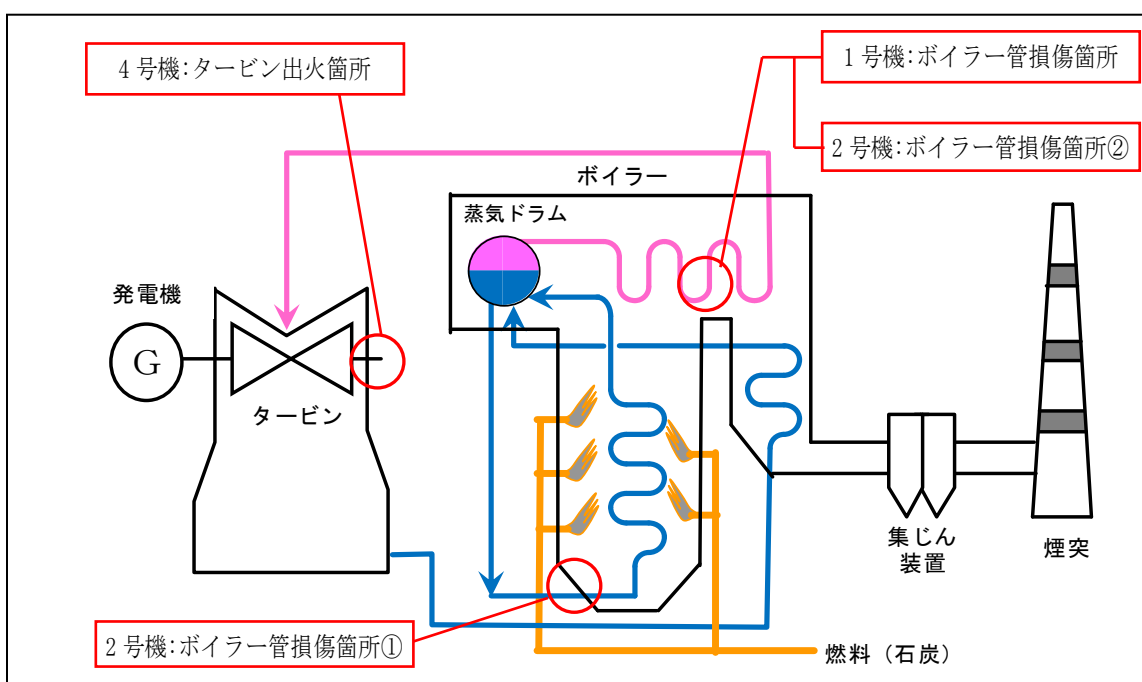 4号機:タービン出火箇所
1号機:ボイラー管損傷箇所
2号機:ボイラー管損傷箇所②
ボイラー
蒸気ドラム
発電機
G
タービン
集じん
装置
煙突
2号機:ボイラー管損傷箇所①
燃料（石炭）